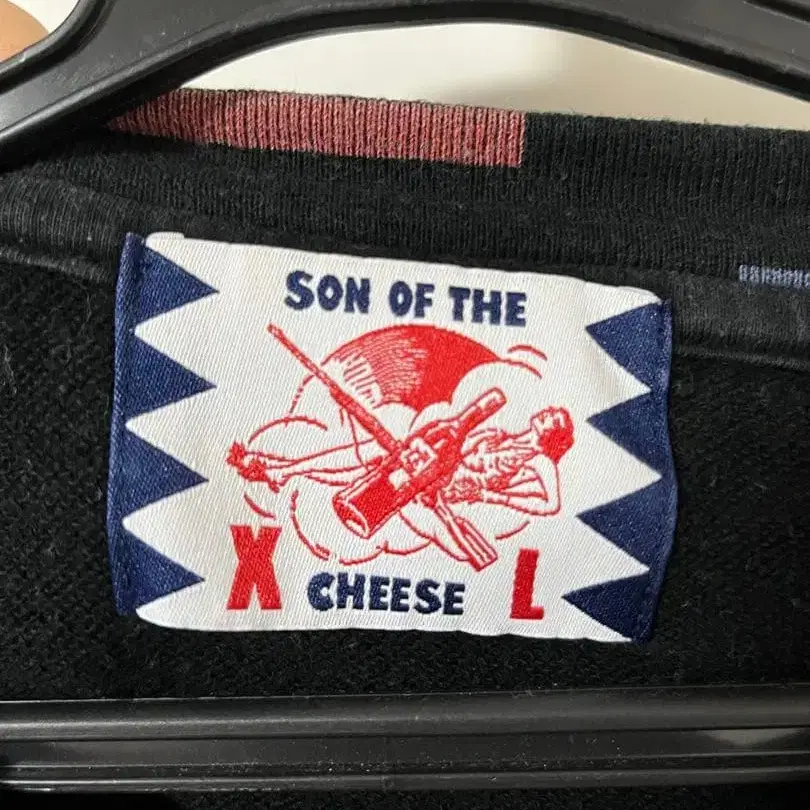 SON OF THE
X CHEESE L